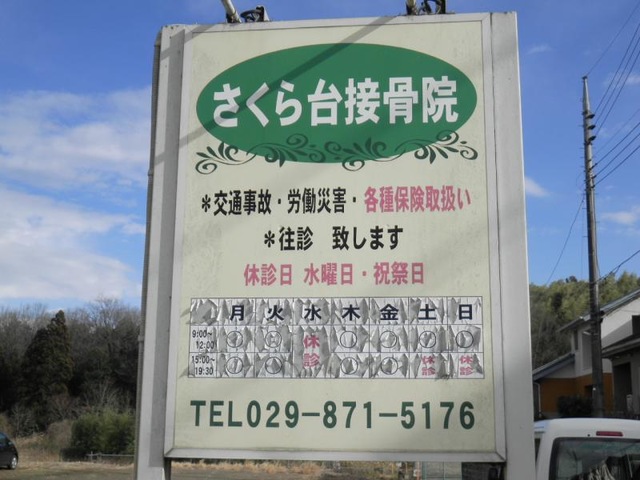 さくら台接骨院
*交通事故・労働災害・各種保険取扱い
*往診 致します
休診日 水曜日・祝祭日
月 火 水 木 金 土 日
9:00~
12:00
休診
15:00~
19:30
休診 休診
TEL029-871-5176